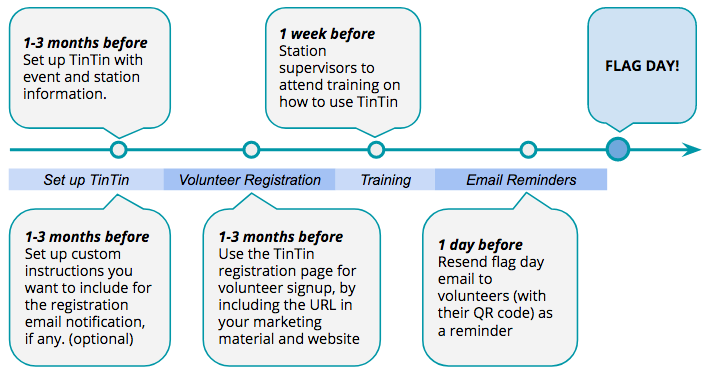 1-3 months before
Set up TinTin with
event and station
information.
1 week before
Station
supervisors to
attend training on
how to use TinTin
FLAG DAY!
Set up TinTin
Volunteer Registration
Training
Email Reminders
1-3 months before
Set up custom
instructions you
want to include for
the registration
email notification,
if any. (optional)
1-3 months before
Use the TinTin
registration page for
volunteer signup, by
including the URL in
your marketing
material and website
1 day before
Resend flag day
email to
volunteers (with
their QR code) as
a reminder